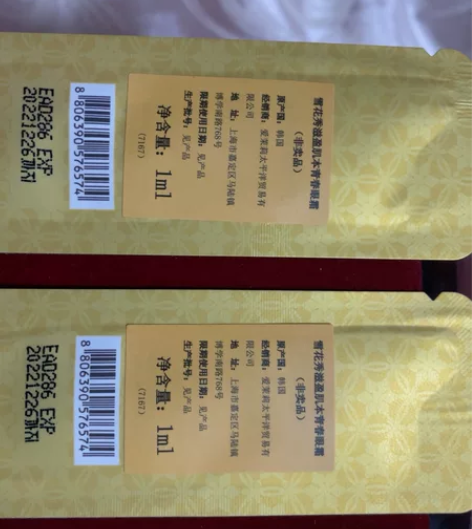 雪花秀滋盈肌本青春眼霜
(非卖品)
原产国：韩国
经销商：爱茉莉太平洋贸易有
限公司
地 址：上海市嘉定区马陆镇
博学南路768号
限期使用日期：见产品
生产批号：见产品
净含量：1ml
(7167)
8 806390 576574
EAD286 EXP
20221226까지
雪花秀滋盈肌本青春眼霜
(非卖品)
原产国：韩国
经销商：爱茉莉太平洋贸易有
限公司
地 址：上海市嘉定区马陆镇
博学南路768号
限期使用日期：见产品
生产批号：见产品
净含量：1ml
(7167)
8 806390 576574
EAD286 EXP
20221226까지